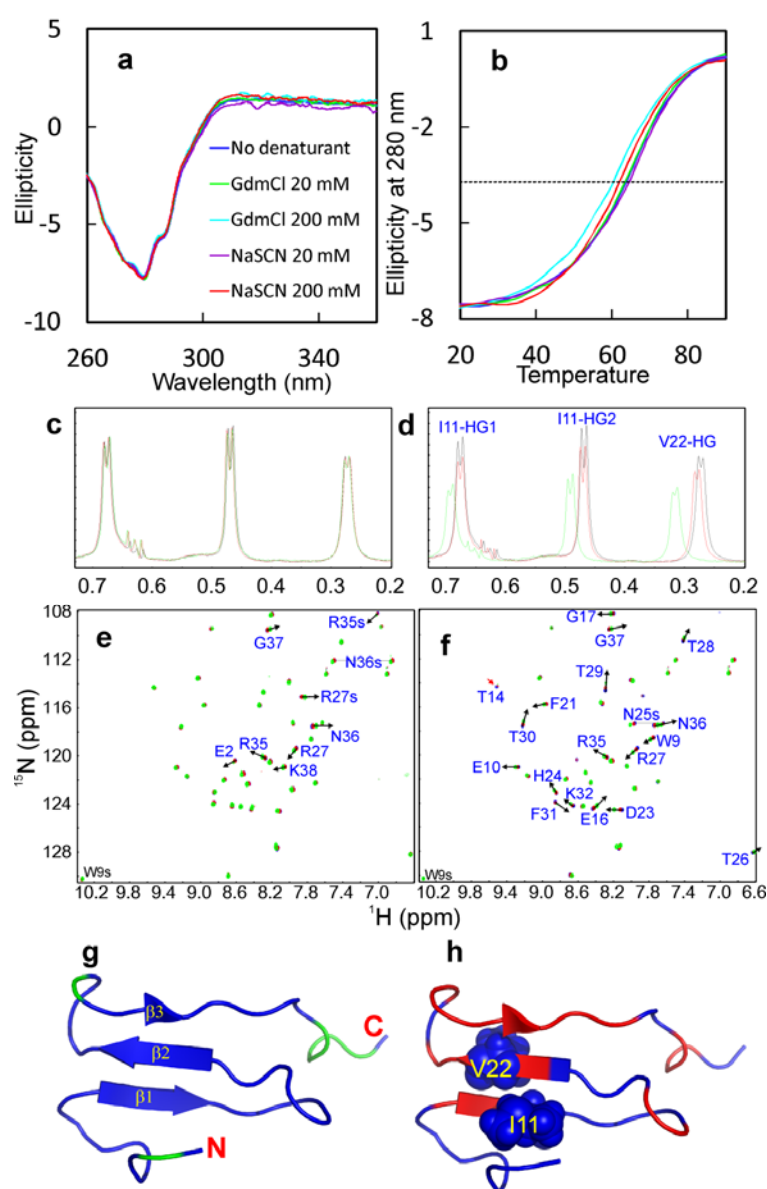 a
b
Ellipticity
5
0
-5
-10
260
300
340
Wavelength (nm)
No denaturant
GdmCl 20 mM
GdmCl 200 mM
NaSCN 20 mM
NaSCN 200 mM
Ellipticity at 280 nm
1
-2
-5
-8
20
40
60
80
Temperature
c
0.7
0.6
0.5
0.4
0.3
0.2
d
I11-HG1
I11-HG2
V22-HG
0.7
0.6
0.5
0.4
0.3
0.2
e
15N (ppm)
108
112
116
120
124
128
G37
R35s
N36s
R27s
N36
E2
R35
R27
K38
W9s
10.2
9.8
9.4
9.0
8.6
8.2
7.8
7.4
7.0
f
G17
G37
T28
T29
T14
F21
T30
N25s
N36
W9
R35
R27
E10
H24
K32
F31
E16
D23
T26
W9s
10.2
9.8
9.4
9.0
8.6
8.2
7.8
7.4
7.0
6.6
1H (ppm)
g
β3
β2
β1
C
N
h
V22
I11